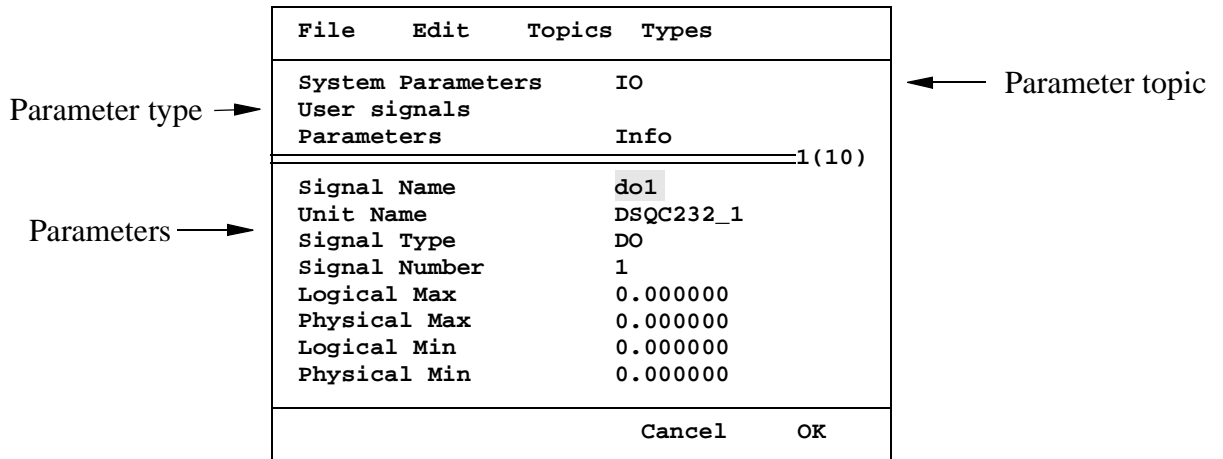 File Edit Topics Types
System Parameters IO
Parameter topic
Parameter type
User signals
Parameters Info
1(10)
Signal Name do1
Unit Name DSQC232_1
Parameters
Signal Type DO
Signal Number 1
Logical Max 0.000000
Physical Max 0.000000
Logical Min 0.000000
Physical Min 0.000000
Cancel OK